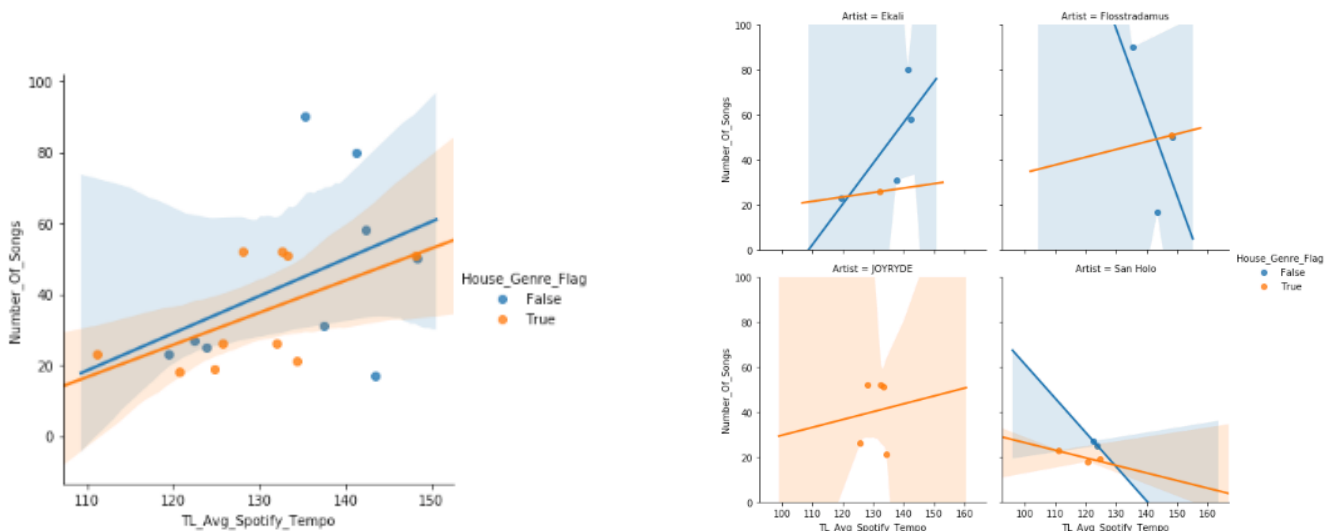 100
80
60
40
20
0
Number_Of_Songs
110 120 130 140 150
TL_Avg_Spotify_Tempo
House_Genre_Flag
False
True
Artist = Ekali
Artist = Flosstradamus
100
80
60
40
20
0
Number_Of_Songs
Artist = JOYRYDE
Artist = San Holo
100
80
60
40
20
0
Number_Of_Songs
100 110 120 130 140 150 160
100 110 120 130 140 150 160
TL_Avg_Spotify_Tempo
TL_Avg_Spotify_Tempo
House_Genre_Flag
False
True